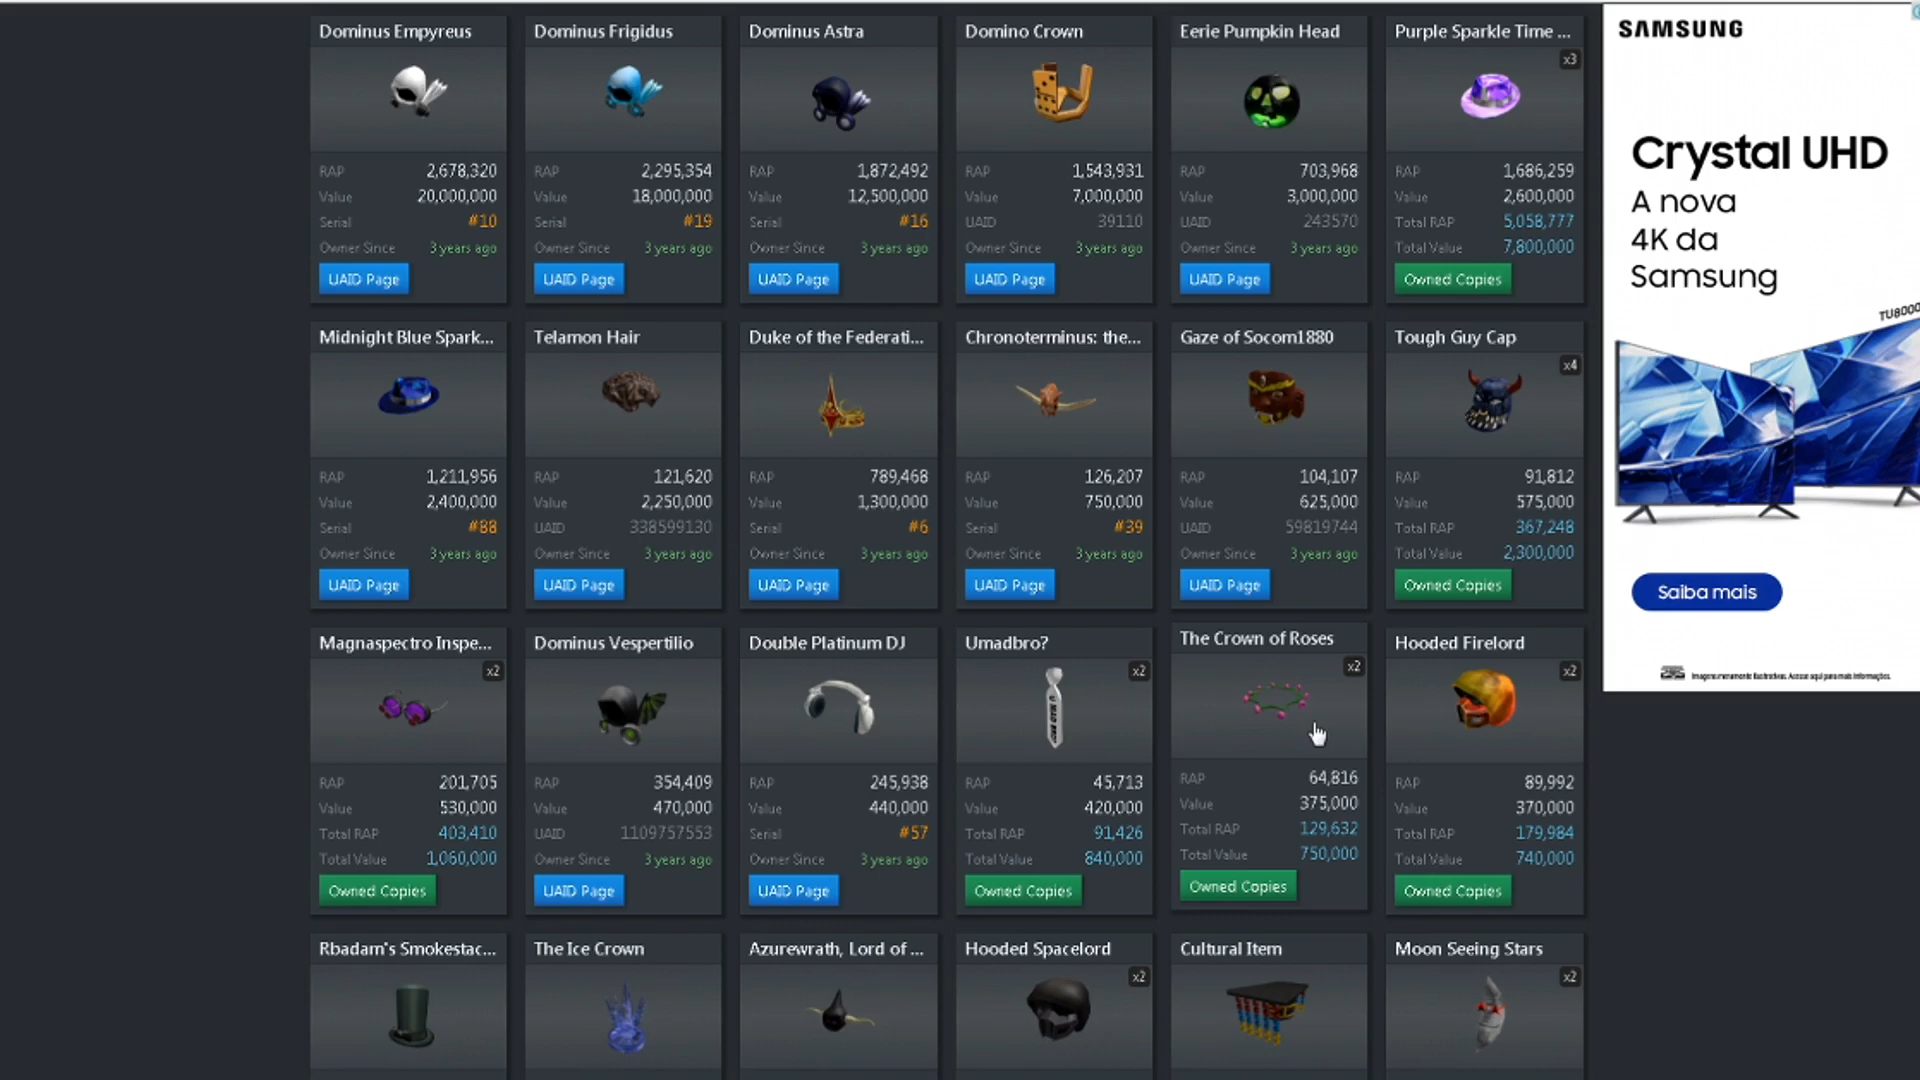 Dominus Empyreus
RAP 2,678,320
Value 20,000,000
Serial #10
Owner Since 3 years ago
UAID Page
Dominus Frigidus
RAP 2,295,354
Value 18,000,000
Serial #19
Owner Since 3 years ago
UAID Page
Dominus Astra
RAP 1,872,492
Value 12,500,000
Serial #16
Owner Since 3 years ago
UAID Page
Domino Crown
RAP 1,543,931
Value 7,000,000
UAID 39110
Owner Since 3 years ago
UAID Page
Eerie Pumpkin Head
RAP 703,968
Value 3,000,000
UAID 243570
Owner Since 3 years ago
UAID Page
Purple Sparkle Time ...
x3
RAP 1,686,259
Value 2,600,000
Total RAP 5,058,777
Total Value 7,800,000
Owned Copies
Midnight Blue Spark...
RAP 1,211,956
Value 2,400,000
Serial #88
Owner Since 3 years ago
UAID Page
Telamon Hair
RAP 121,620
Value 2,250,000
UAID 338599130
Owner Since 3 years ago
UAID Page
Duke of the Federati...
RAP 789,468
Value 1,300,000
Serial #6
Owner Since 3 years ago
UAID Page
Chronoterminus: the...
RAP 126,207
Value 750,000
Serial #39
Owner Since 3 years ago
UAID Page
Gaze of Socom1880
RAP 104,107
Value 625,000
UAID 59819744
Owner Since 3 years ago
UAID Page
Tough Guy Cap
x4
RAP 91,812
Value 575,000
Total RAP 367,248
Total Value 2,300,000
Owned Copies
Magnaspectro Inspe...
x2
RAP 201,705
Value 530,000
Total RAP 403,410
Total Value 1,060,000
Owned Copies
Dominus Vespertilio
RAP 354,409
Value 470,000
UAID 1109757553
Owner Since 3 years ago
UAID Page
Double Platinum DJ
RAP 245,938
Value 440,000
Serial #57
Owner Since 3 years ago
UAID Page
Umadbro?
x2
RAP 45,713
Value 420,000
Total RAP 91,426
Total Value 840,000
Owned Copies
The Crown of Roses
x2
RAP 64,816
Value 375,000
Total RAP 129,632
Total Value 750,000
Owned Copies
Hooded Firelord
x2
RAP 89,992
Value 370,000
Total RAP 179,984
Total Value 740,000
Owned Copies
Rbadam's Smokestac...
The Ice Crown
Azurewrath, Lord of ...
Hooded Spacelord
x2
Cultural Item
Moon Seeing Stars
x2
SAMSUNG
Crystal UHD
A nova
4K da
Samsung
TU8000
Saiba mais
Imagens meramente ilustrativas. Acesse aqui para mais informações.